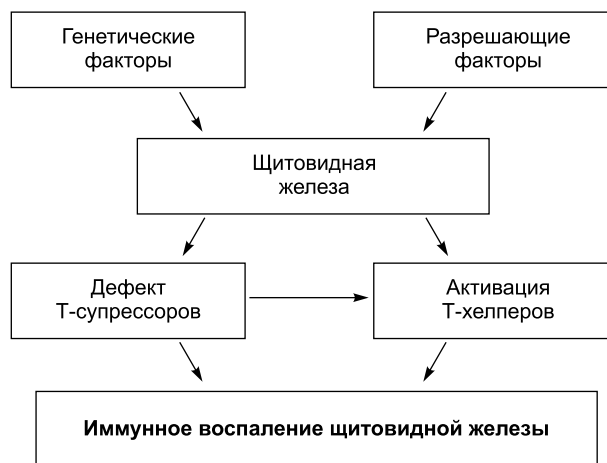 Генетические
факторы
Разрешающие
факторы
Щитовидная
железа
Дефект
Т-супрессоров
Активация
Т-хелперов
Иммунное воспаление щитовидной железы